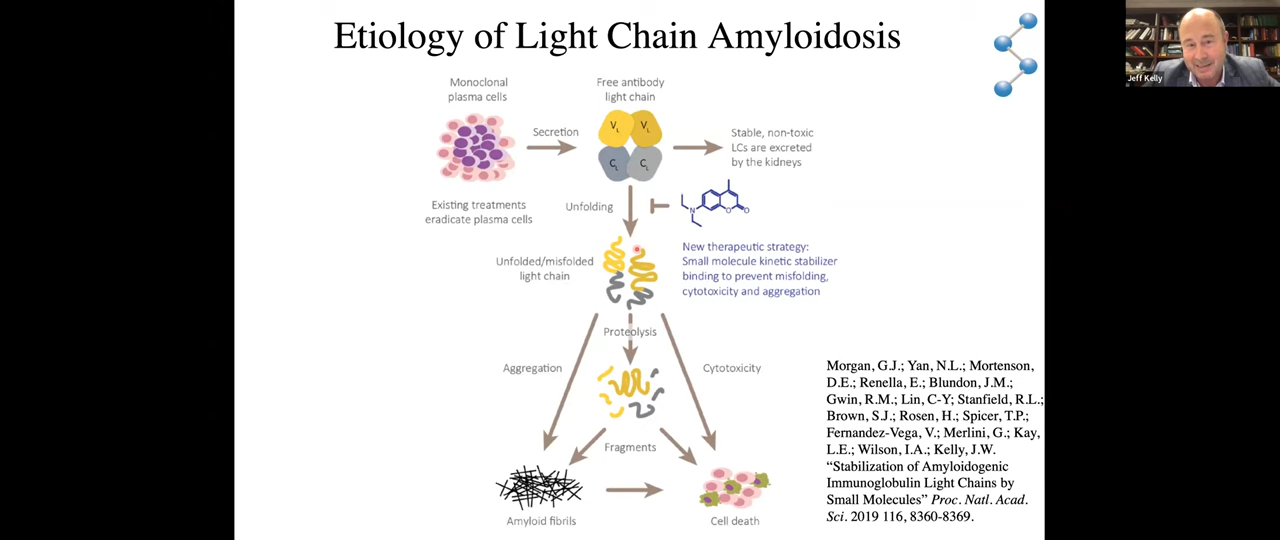 Etiology of Light Chain Amyloidosis
Jeff Kelly
Monoclonal
plasma cells
Free antibody
light chain
Secretion
V L
V L
C L
C L
Stable, non-toxic
LCs are excreted
by the kidneys
Existing treatments
eradicate plasma cells
Unfolding
N
O
O
Unfolded/misfolded
light chain
New therapeutic strategy:
Small molecule kinetic stabilizer
binding to prevent misfolding,
cytotoxicity and aggregation
Proteolysis
Aggregation
Cytotoxicity
Fragments
Amyloid fibrils
Cell death
Morgan, G.J.; Yan, N.L.; Mortenson,
D.E.; Renella, E.; Blundon, J.M.;
Gwin, R.M.; Lin, C-Y; Stanfield, R.L.;
Brown, S.J.; Rosen, H.; Spicer, T.P.;
Fernandez-Vega, V.; Merlini, G.; Kay,
L.E.; Wilson, I.A.; Kelly, J.W.
“Stabilization of Amyloidogenic
Immunoglobulin Light Chains by
Small Molecules” Proc. Natl. Acad.
Sci. 2019 116, 8360-8369.